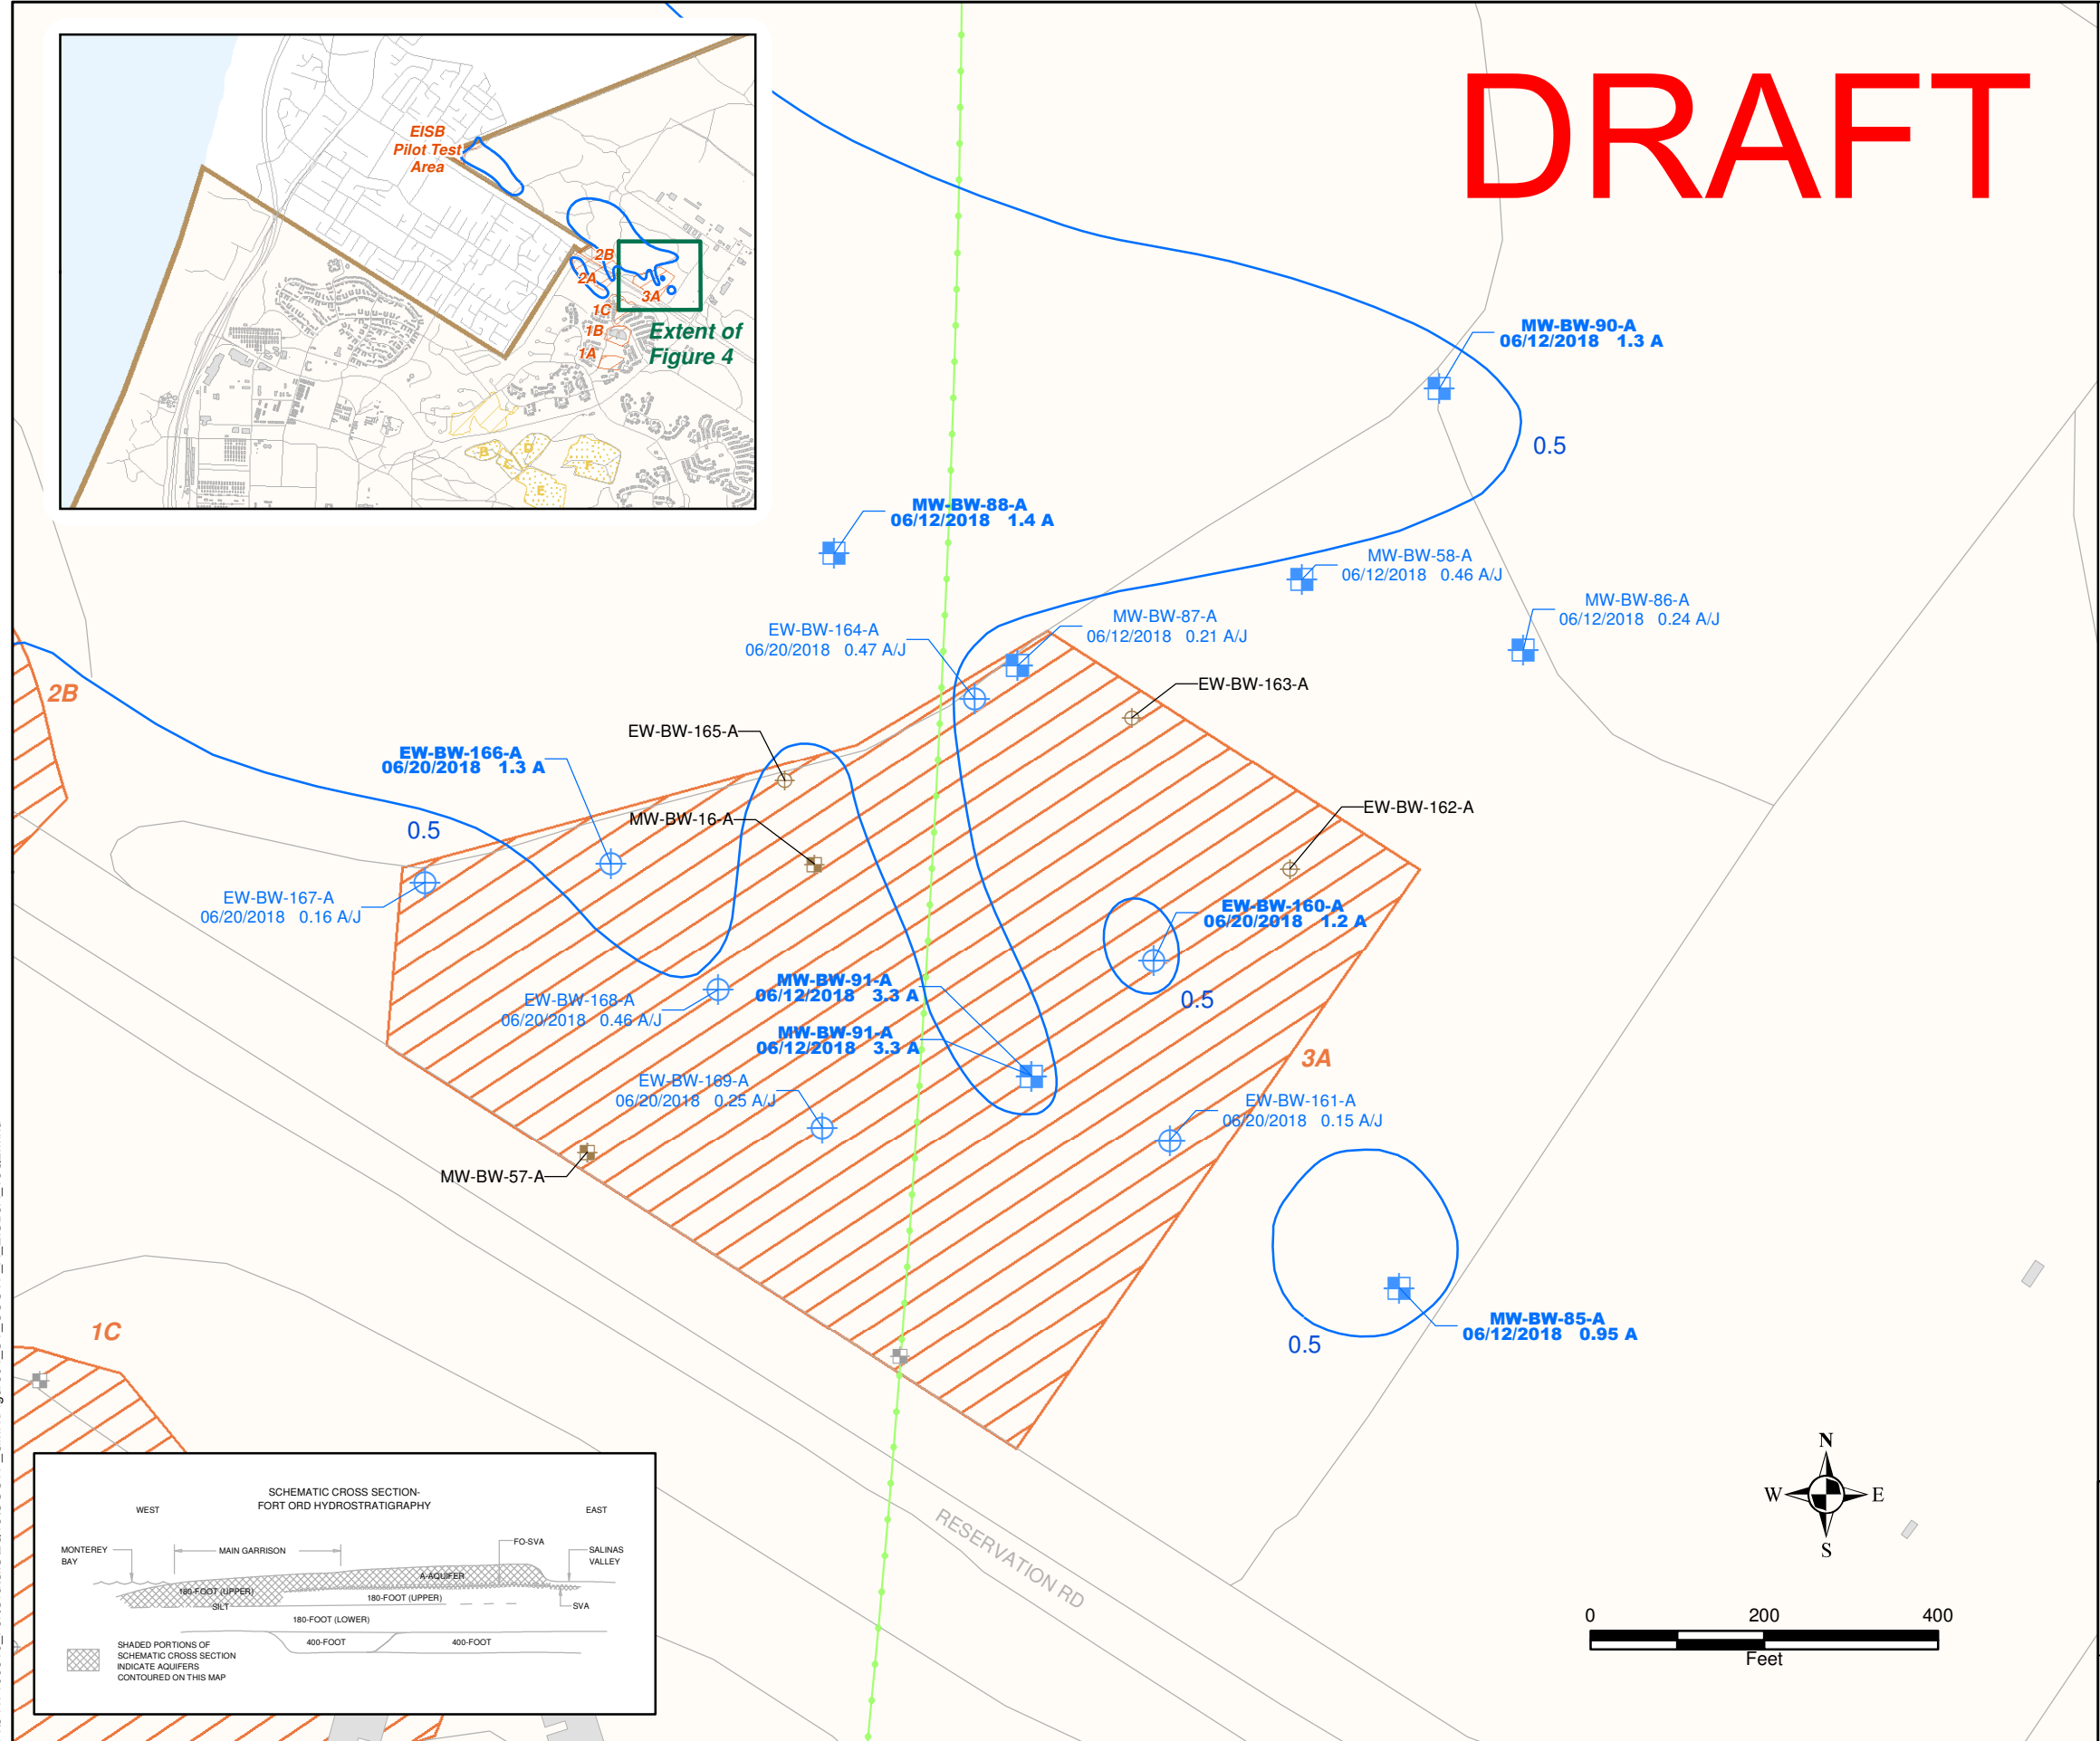 DRAFT
EISB
Pilot Test
Area
2B
2A
3A
1C
1B
1A
Extent of
Figure 4
B
C
D
E
F
MW-BW-90-A
06/12/2018 1.3 A
0.5
MW-BW-88-A
06/12/2018 1.4 A
MW-BW-58-A
06/12/2018 0.46 A/J
MW-BW-86-A
06/12/2018 0.24 A/J
MW-BW-87-A
06/12/2018 0.21 A/J
EW-BW-164-A
06/20/2018 0.47 A/J
EW-BW-163-A
2B
EW-BW-165-A
EW-BW-166-A
06/20/2018 1.3 A
EW-BW-162-A
MW-BW-16-A
0.5
EW-BW-167-A
06/20/2018 0.16 A/J
EW-BW-160-A
06/20/2018 1.2 A
0.5
MW-BW-91-A
06/12/2018 3.3 A
EW-BW-168-A
06/20/2018 0.46 A/J
MW-BW-91-A
06/12/2018 3.3 A
3A
EW-BW-169-A
06/20/2018 0.25 A/J
EW-BW-161-A
06/20/2018 0.15 A/J
MW-BW-57-A
MW-BW-85-A
06/12/2018 0.95 A
0.5
1C
RESERVATION RD
N
W E
S
0 200 400
Feet
SCHEMATIC CROSS SECTION-
FORT ORD HYDROSTRATIGRAPHY
WEST EAST
MONTEREY
BAY
MAIN GARRISON
FO-SVA
SALINAS
VALLEY
A-AQUIFER
180-FOOT (UPPER)
180-FOOT (UPPER)
SILT
SVA
180-FOOT (LOWER)
400-FOOT 400-FOOT
SHADED PORTIONS OF
SCHEMATIC CROSS SECTION
INDICATE AQUIFERS
CONTOURED ON THIS MAP